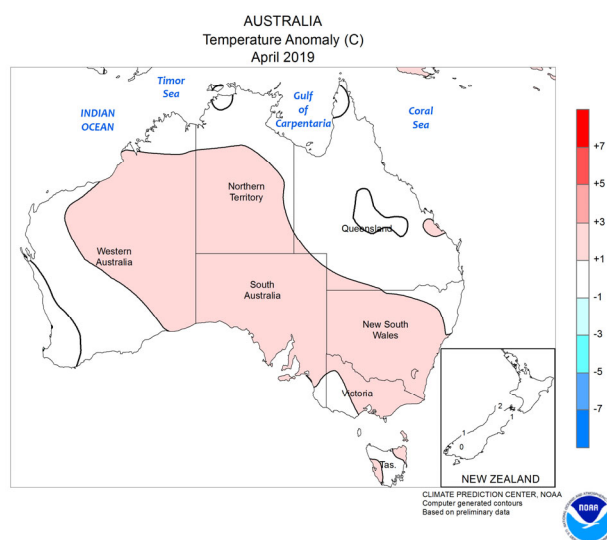 AUSTRALIA
Temperature Anomaly (C)
April 2019
Timor
Sea
INDIAN
OCEAN
Gulf
of
Carpentaria
Coral
Sea
Northern
Territory
Queensland
Western
Australia
South
Australia
New South
Wales
Victoria
Tas.
+7
+5
+3
+1
-1
-3
-5
-7
2
1
1
0
NEW ZEALAND
CLIMATE PREDICTION CENTER, NOAA
Computer generated contours
Based on preliminary data
NOAA